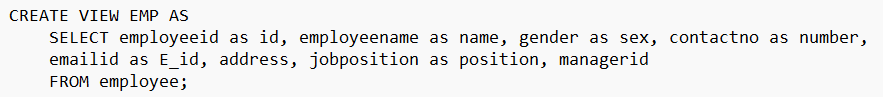 CREATE VIEW EMP AS
SELECT employeeid as id, employeename as name, gender as sex, contactno as number,
emailid as E_id, address, jobposition as position, managerid
FROM employee;